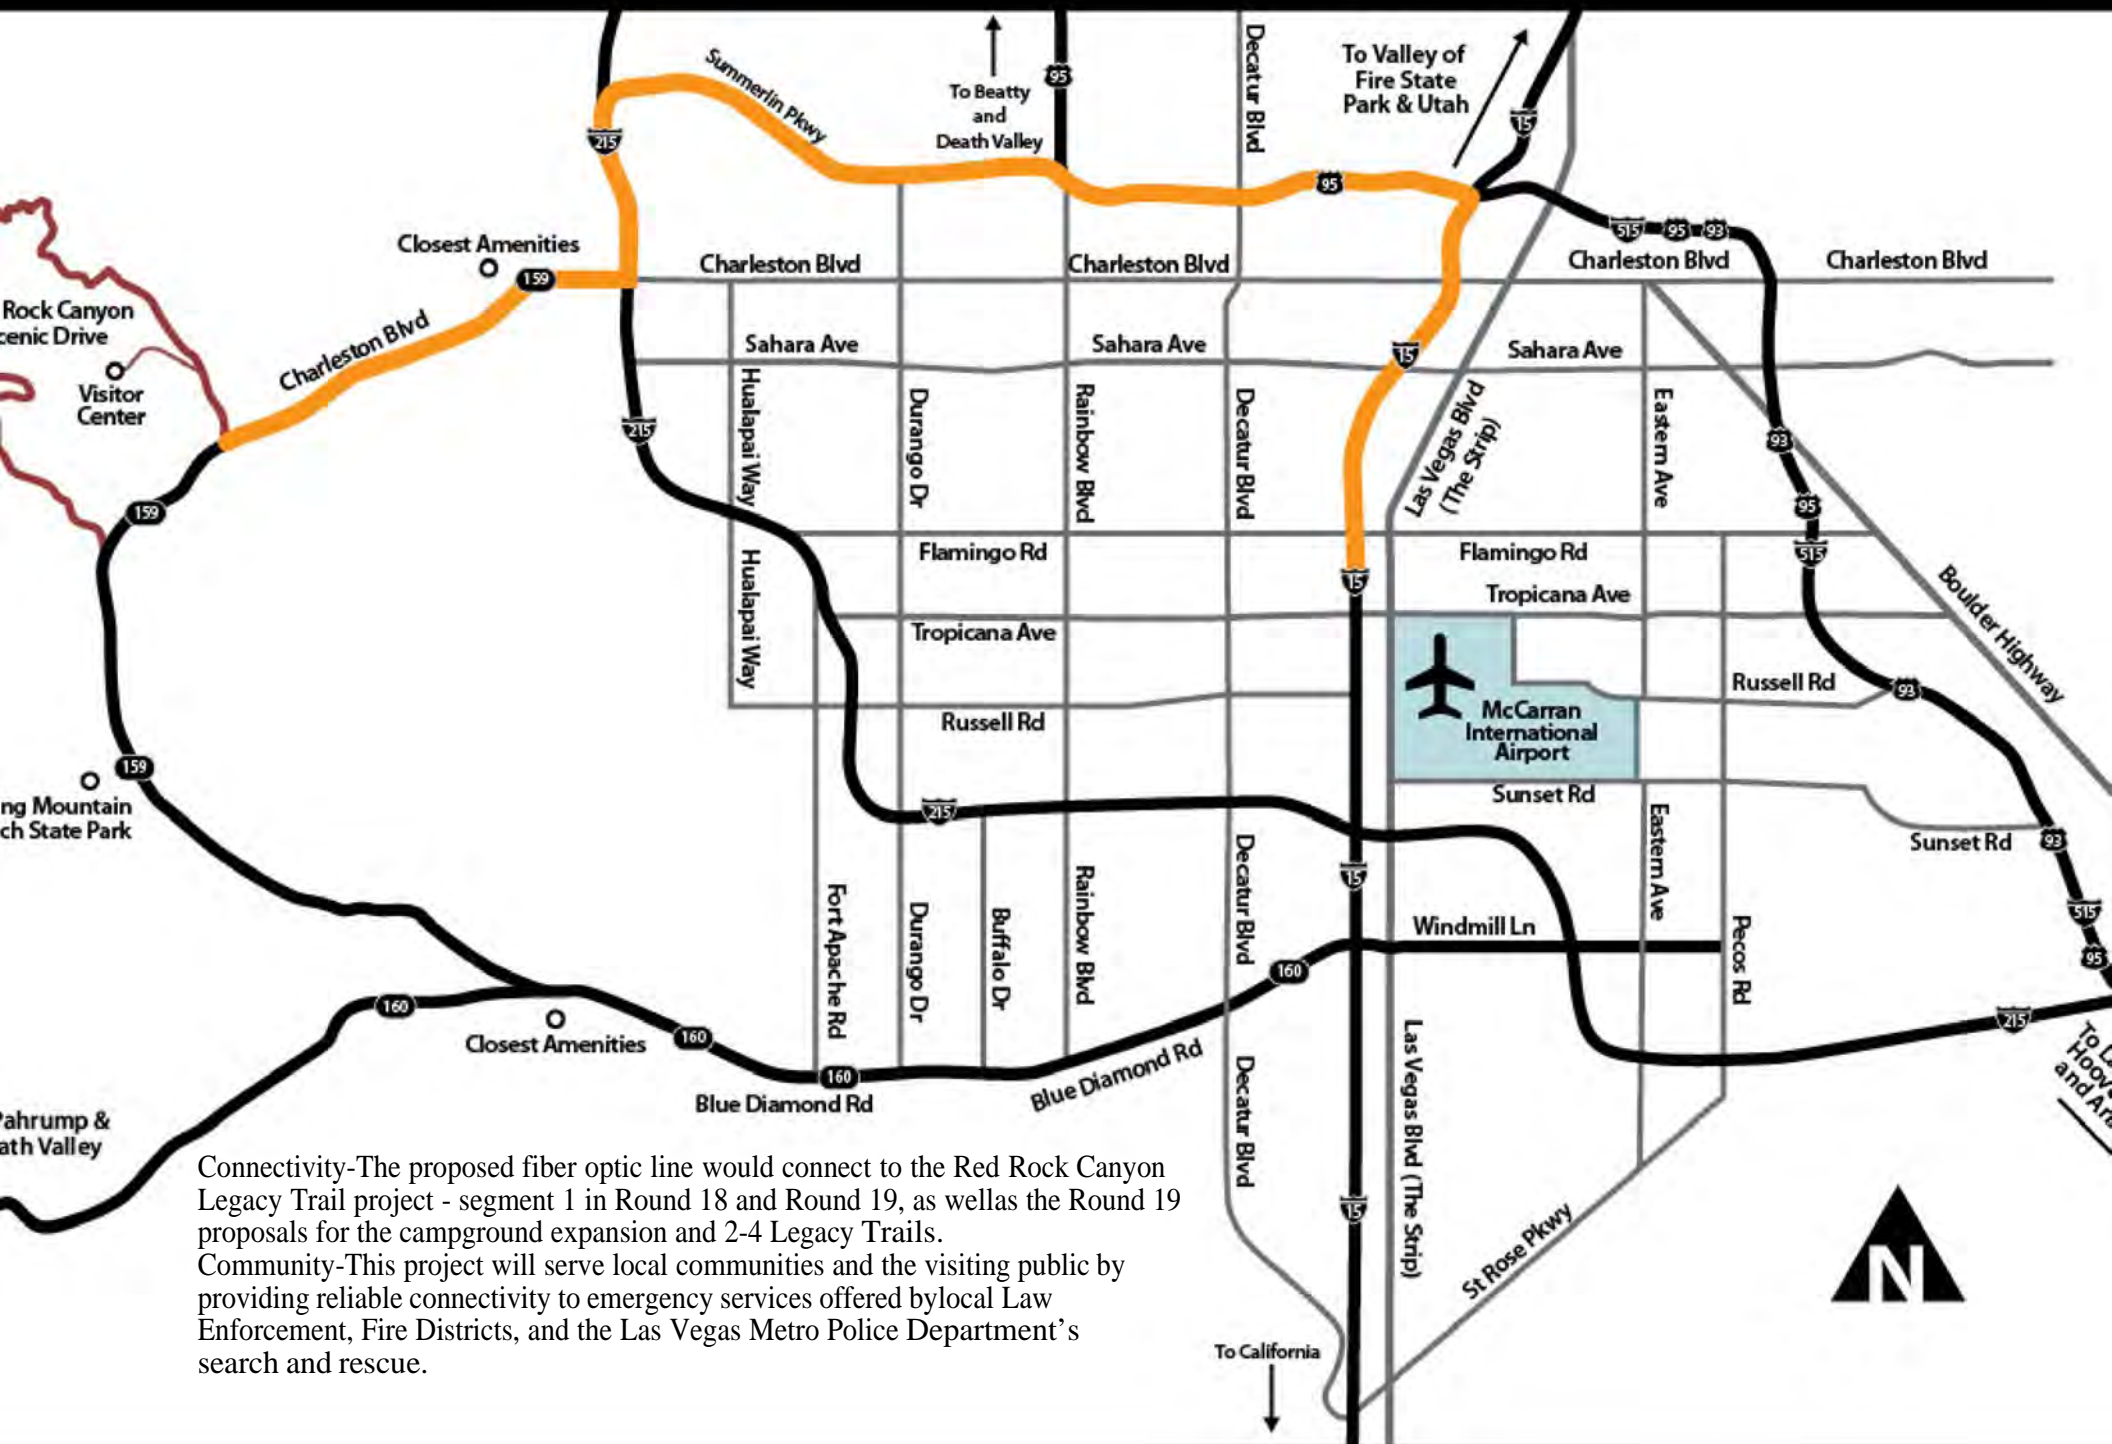 Summerlin Pkwy
To Beatty
and
Death Valley
95
Decatur Blvd
To Valley of
Fire State
Park & Utah
15
215
95
515
95
93
Closest Amenities
159
Charleston Blvd
Charleston Blvd
Charleston Blvd
Charleston Blvd
Rock Canyon
cenic Drive
Visitor
Center
Charleston Blvd
Sahara Ave
Sahara Ave
15
Sahara Ave
215
Hualapai Way
Durango Dr
Rainbow Blvd
Decatur Blvd
Las Vegas Blvd
(The Strip)
Eastern Ave
93
95
515
159
Flamingo Rd
Flamingo Rd
15
Hualapai Way
Tropicana Ave
Tropicana Ave
Boulder Highway
Russell Rd
Russell Rd
93
McCarran
International
Airport
159
ng Mountain
ch State Park
215
Sunset Rd
Sunset Rd
93
15
Fort Apache Rd
Durango Dr
Buffalo Dr
Rainbow Blvd
Decatur Blvd
Eastern Ave
Pecos Rd
Windmill Ln
515
95
160
160
Closest Amenities
160
160
Blue Diamond Rd
Blue Diamond Rd
Decatur Blvd
Las Vegas Blvd (The Strip)
215
To L
Hoove
and Ar
Pahrump &
ath Valley
15
St Rose Pkwy
N
To California
Connectivity-The proposed fiber optic line would connect to the Red Rock Canyon
Legacy Trail project - segment 1 in Round 18 and Round 19, as wellas the Round 19
proposals for the campground expansion and 2-4 Legacy Trails.
Community-This project will serve local communities and the visiting public by
providing reliable connectivity to emergency services offered bylocal Law
Enforcement, Fire Districts, and the Las Vegas Metro Police Department’s
search and rescue.